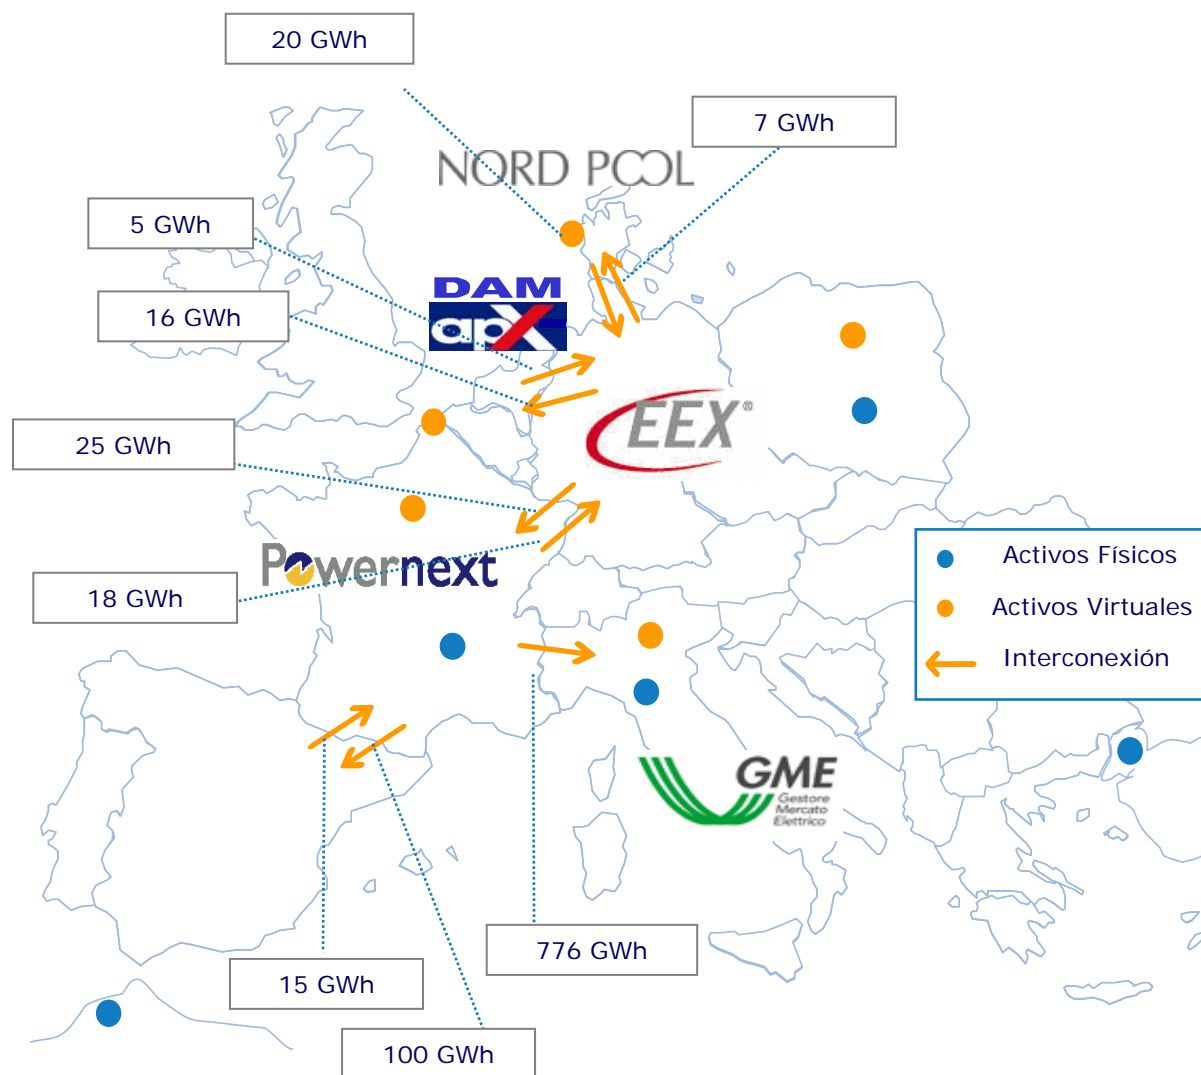 20 GWh
7 GWh
NORD POOL
5 GWh
DAM
apX
16 GWh
EEX®
25 GWh
Powernext
Activos Físicos
18 GWh
Activos Virtuales
Interconexión
GME
Gestore
Mercato
Elettrico
776 GWh
15 GWh
100 GWh